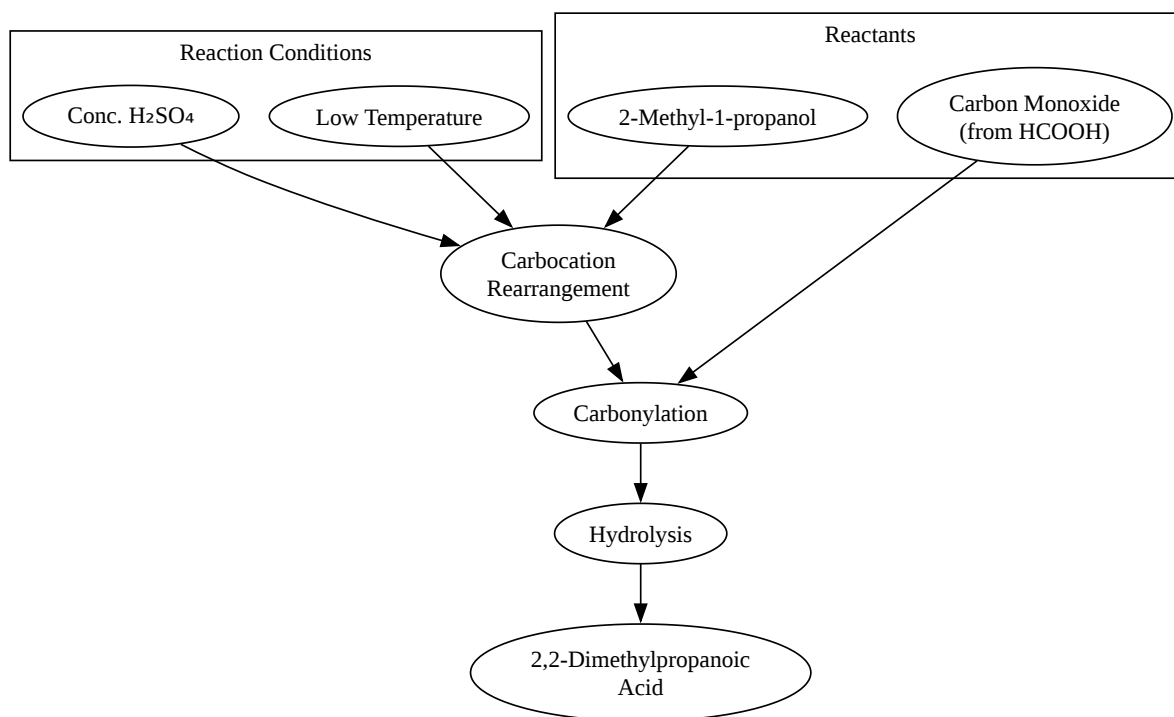 Reaction Conditions
Conc. H₂SO₄
Low Temperature
Reactants
2-Methyl-1-propanol
Carbon Monoxide
(from HCOOH)
Carbocation
Rearrangement
Carbonylation
Hydrolysis
2,2-Dimethylpropanoic
Acid